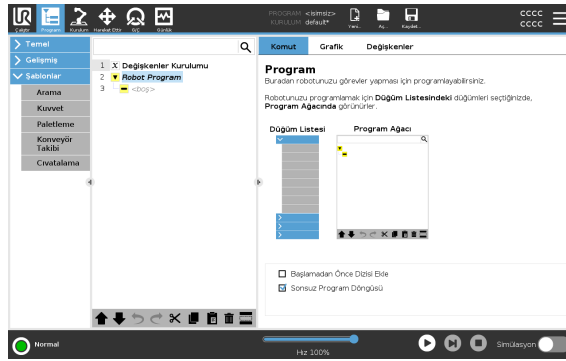 UR
PROGRAM <isimsiz>
KURULUM default*
Çalıştır Program Kurulum Hareket Ettir G/Ç Günlük
Yeni... Aç... Kaydet...
CCCC
CCCC
Temel
Gelişmiş
Şablonlar
Arama
Kuvvet
Paletleme
Konveyör
Takibi
Cıvatalama
1 X Değişkenler Kurulumu
2 Robot Program
3 <boş>
Komut Grafik Değişkenler
Program
Buradan robotunuzu görevler yapması için programlayabilirsiniz.
Robotunuzu programlamak için Düğüm Listesindeki düğümleri seçtiğinizde,
Program Ağacında görünürler.
Düğüm Listesi Program Ağacı
Başlamadan Önce Dizisi Ekle
Sonsuz Program Döngüsü
Normal
Hız 100%
Simülasyon